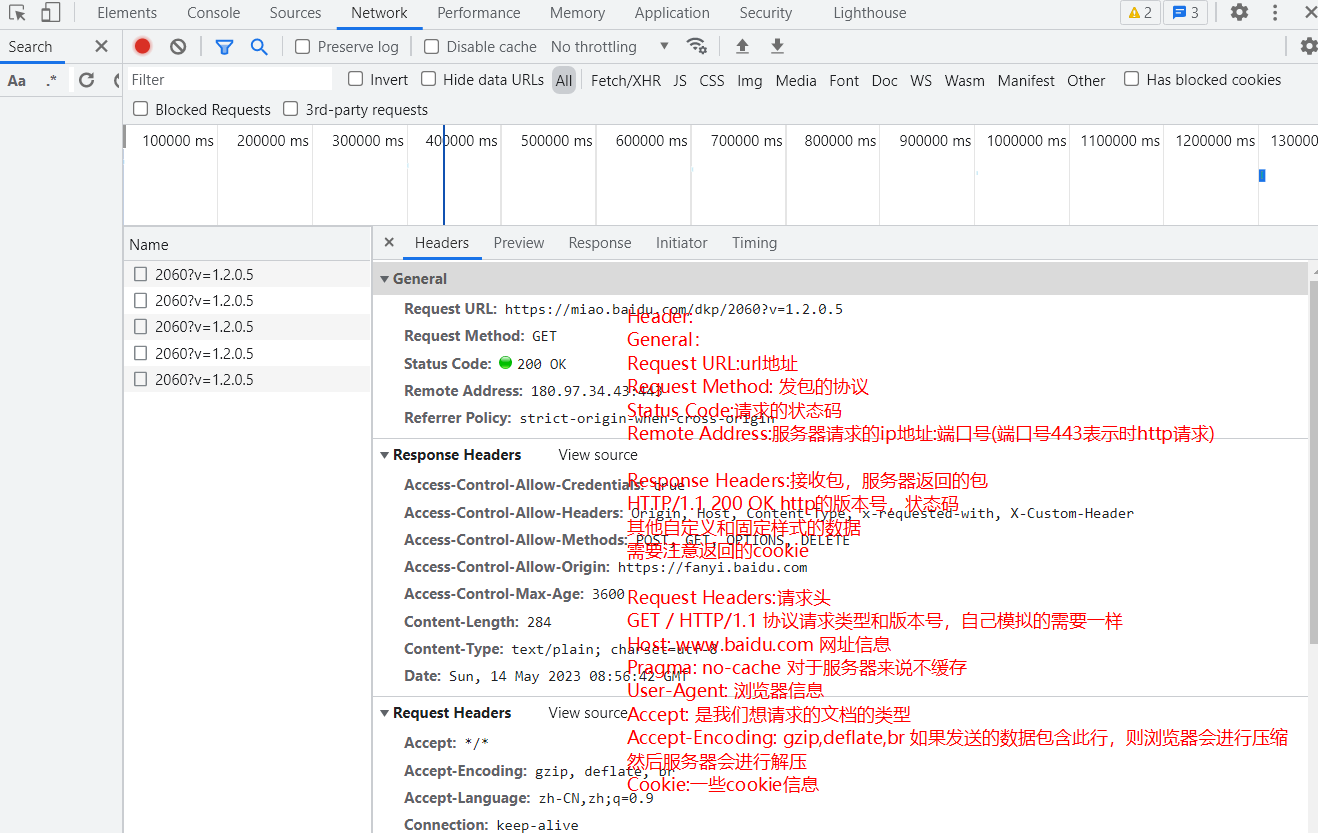 Elements Console Sources Network Performance Memory Application Security Lighthouse 2 3
Search Preserve log Disable cache No throttling
Aa .* Filter Invert Hide data URLs All Fetch/XHR JS CSS Img Media Font Doc WS Wasm Manifest Other Has blocked cookies
Blocked Requests 3rd-party requests
100000 ms 200000 ms 300000 ms 400000 ms 500000 ms 600000 ms 700000 ms 800000 ms 900000 ms 1000000 ms 1100000 ms 1200000 ms 130000
Name
2060?v=1.2.0.5
2060?v=1.2.0.5
2060?v=1.2.0.5
2060?v=1.2.0.5
2060?v=1.2.0.5
Headers Preview Response Initiator Timing
General
Request URL: https://miao.baidu.com/dkp/2060?v=1.2.0.5
Request Method: GET
Status Code: 200 OK
Remote Address: 180.97.34.43:443
Referrer Policy: strict-origin-when-cross-origin
Response Headers View source
Access-Control-Allow-Credentials: true
Access-Control-Allow-Headers: Origin, Host, Content-Type, x-requested-with, X-Custom-Header
Access-Control-Allow-Methods: POST, GET, OPTIONS, DELETE
Access-Control-Allow-Origin: https://fanyi.baidu.com
Access-Control-Max-Age: 3600
Content-Length: 284
Content-Type: text/plain; charset=utf-8
Date: Sun, 14 May 2023 08:56:42 GMT
Request Headers View source
Accept: */*
Accept-Encoding: gzip, deflate, br
Accept-Language: zh-CN,zh;q=0.9
Connection: keep-alive
Header:
General:
Request URL:url地址
Request Method: 发包的协议
Status Code:请求的状态码
Remote Address:服务器请求的ip地址:端口号(端口号443表示时http请求)
Response Headers:接收包，服务器返回的包
HTTP/1.1 200 OK http的版本号，状态码
其他自定义和固定样式的数据
需要注意返回的cookie
Request Headers:请求头
GET / HTTP/1.1 协议请求类型和版本号，自己模拟的需要一样
Host: www.baidu.com 网址信息
Pragma: no-cache 对于服务器来说不缓存
User-Agent: 浏览器信息
Accept: 是我们想请求的文档的类型
Accept-Encoding: gzip,deflate,br 如果发送的数据包含此行，则浏览器会进行压缩
然后服务器会进行解压
Cookie:一些cookie信息